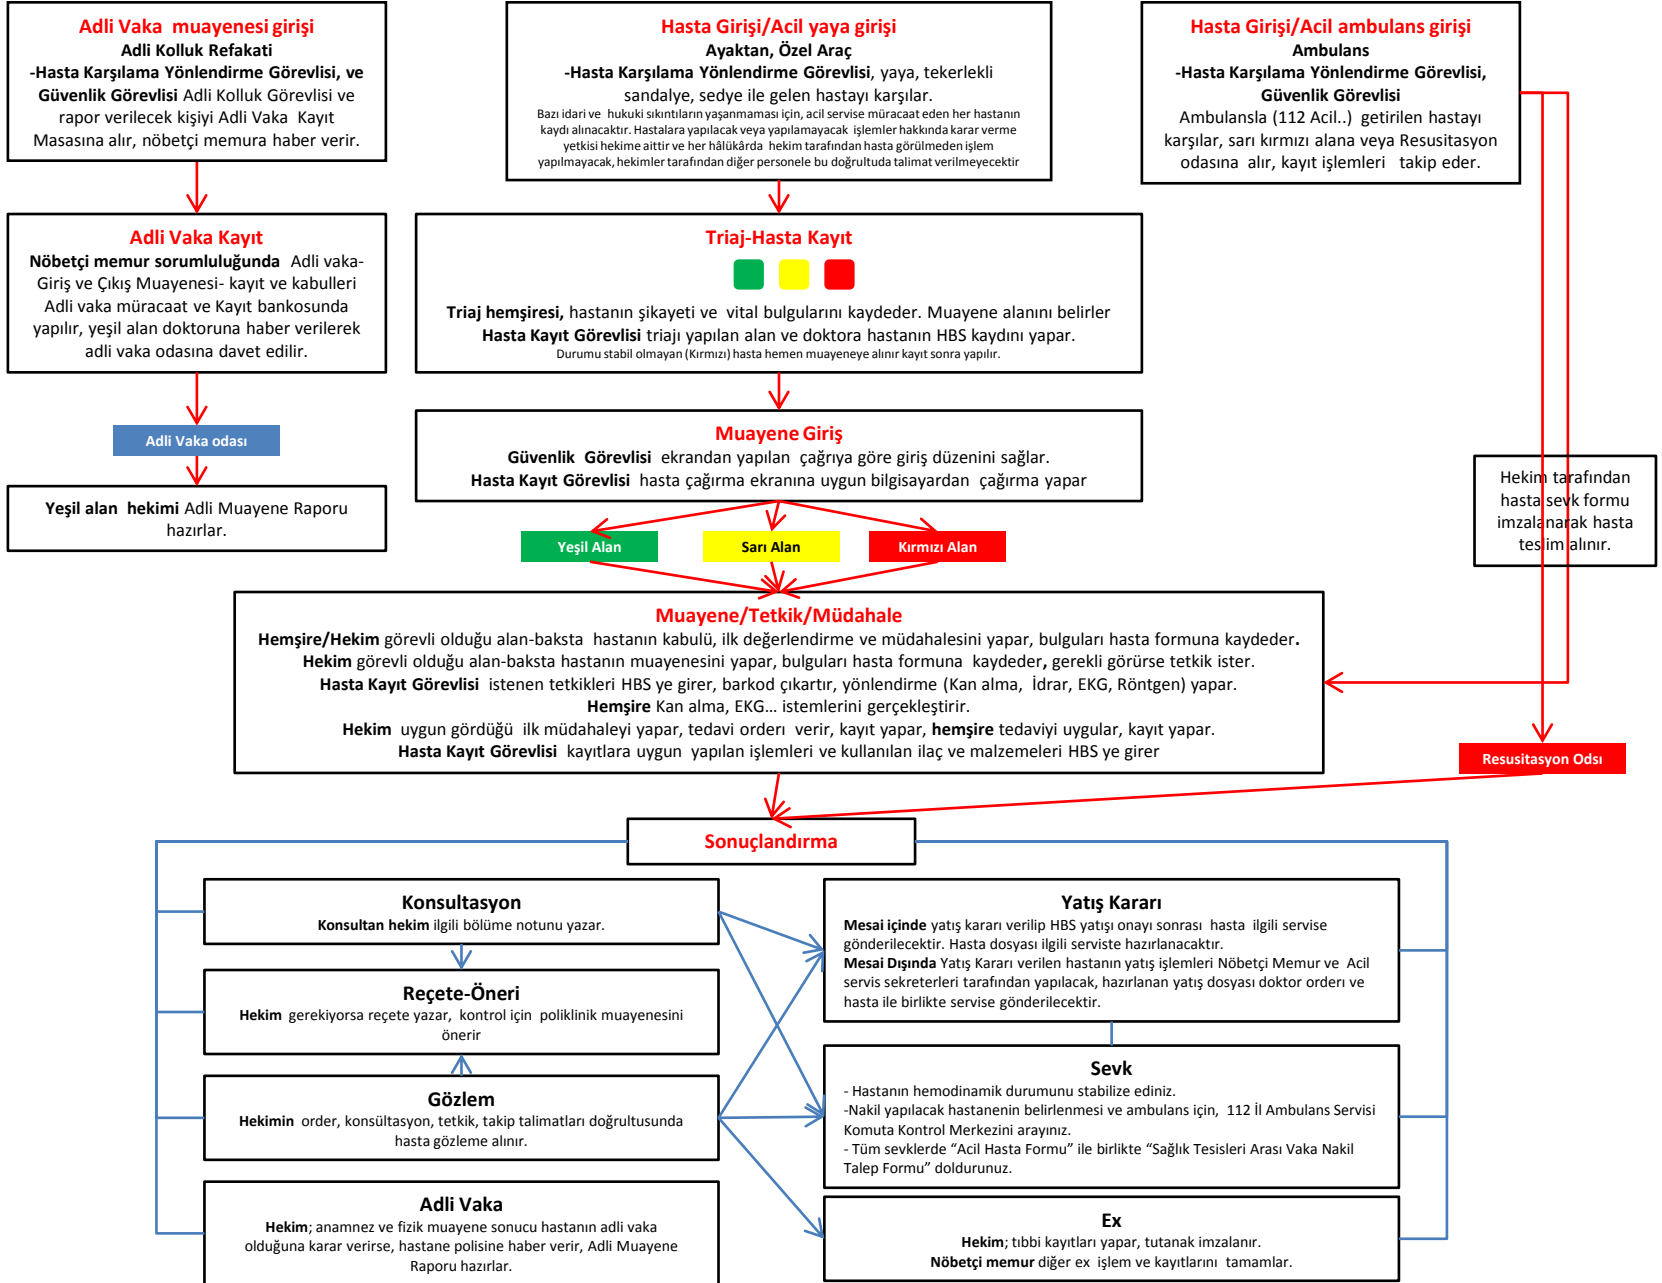 Adli Vaka  muayenesi girişi
Adli Kolluk Refakati
-Hasta Karşılama Yönlendirme Görevlisi, ve
Güvenlik Görevlisi Adli Kolluk Görevlisi ve
rapor verilecek kişiyi Adli Vaka  Kayıt
Masasına alır, nöbetçi memura haber verir.
Hasta Girişi/Acil yaya girişi
Ayaktan, Özel Araç
-Hasta Karşılama Yönlendirme Görevlisi, yaya, tekerlekli
sandalye, sedye ile gelen hastayı karşılar.
Bazı idari ve  hukuki sıkıntıların yaşanmaması için, acil servise müracaat eden her hastanın
kaydı alınacaktır. Hastalara yapılacak veya yapılamayacak  işlemler hakkında karar verme
yetkisi hekime aittir ve her hâlükârda  hekim tarafından hasta görülmeden işlem
yapılmayacak, hekimler tarafından diğer personele bu doğrultuda talimat verilmeyecektir
Hasta Girişi/Acil ambulans girişi
Ambulans
-Hasta Karşılama Yönlendirme Görevlisi,
Güvenlik Görevlisi
Ambulansla (112 Acil..)  getirilen hastayı
karşılar, sarı kırmızı alana veya Resusitasyon
odasına  alır, kayıt işlemleri   takip eder.
Adli Vaka Kayıt
Nöbetçi memur sorumluluğunda  Adli vaka-
Giriş ve Çıkış Muayenesi- kayıt ve kabulleri
Adli vaka müracaat ve Kayıt bankosunda
yapılır, yeşil alan doktoruna haber verilerek
adli vaka odasına davet edilir.
Triaj-Hasta Kayıt
Triaj hemşiresi, hastanın şikayeti ve  vital bulgularını kaydeder. Muayene alanını belirler
Hasta Kayıt Görevlisi triajı yapılan alan ve doktora hastanın HBS kaydını yapar.
Durumu stabil olmayan (Kırmızı) hasta hemen muayeneye alınır kayıt sonra yapılır.
Adli Vaka odası
Yeşil alan  hekimi Adli Muayene Raporu
hazırlar.
Muayene Giriş
Güvenlik  Görevlisi  ekrandan yapılan  çağrıya göre giriş düzenini sağlar.
Hasta Kayıt Görevlisi  hasta çağırma ekranına uygun bilgisayardan  çağırma yapar
Hekim tarafından
hasta sevk formu
imzalanarak hasta
teslim alınır.
Yeşil Alan
Sarı Alan
Kırmızı Alan
Muayene/Tetkik/Müdahale
Hemşire/Hekim görevli olduğu alan-baksta  hastanın kabulü, ilk değerlendirme ve müdahalesini yapar, bulguları hasta formuna kaydeder.
Hekim görevli olduğu alan-baksta hastanın muayenesini yapar, bulguları hasta formuna  kaydeder, gerekli görürse tetkik ister.
Hasta Kayıt Görevlisi  istenen tetkikleri HBS ye girer, barkod çıkartır, yönlendirme (Kan alma,  İdrar, EKG, Röntgen) yapar.
Hemşire Kan alma, EKG… istemlerini gerçekleştirir.
Hekim  uygun gördüğü  ilk müdahaleyi yapar, tedavi orderı  verir, kayıt yapar, hemşire tedaviyi uygular, kayıt yapar.
Hasta Kayıt Görevlisi  kayıtlara uygun  yapılan işlemleri ve kullanılan ilaç ve malzemeleri HBS ye girer
Resusitasyon Odsı
Sonuçlandırma
Konsultasyon
Konsultan hekim ilgili bölüme notunu yazar.
Reçete-Öneri
Hekim  gerekiyorsa reçete yazar,  kontrol için  poliklinik muayenesini
önerir
Gözlem
Hekimin  order, konsültasyon, tetkik, takip talimatları doğrultusunda
hasta gözleme alınır.
Adli Vaka
Hekim; anamnez ve fizik muayene sonucu hastanın adli vaka
olduğuna karar verirse, hastane polisine haber verir, Adli Muayene
Raporu hazırlar.
Yatış Kararı
Mesai içinde yatış kararı verilip HBS yatışı onayı sonrası  hasta  ilgili servise
gönderilecektir. Hasta dosyası ilgili serviste hazırlanacaktır.
Mesai Dışında Yatış Kararı verilen hastanın yatış işlemleri Nöbetçi Memur ve  Acil
servis sekreterleri tarafından yapılacak, hazırlanan yatış dosyası doktor orderı ve
hasta ile birlikte servise gönderilecektir.
Sevk
- Hastanın hemodinamik durumunu stabilize ediniz.
-Nakil yapılacak hastanenin belirlenmesi ve ambulans için,  112 İl Ambulans Servisi
Komuta Kontrol Merkezini arayınız.
- Tüm sevklerde “Acil Hasta Formu” ile birlikte “Sağlık Tesisleri Arası Vaka Nakil
Talep Formu” doldurunuz.
Ex
Hekim; tıbbi kayıtları yapar, tutanak imzalanır.
Nöbetçi memur diğer ex  işlem ve kayıtlarını  tamamlar.